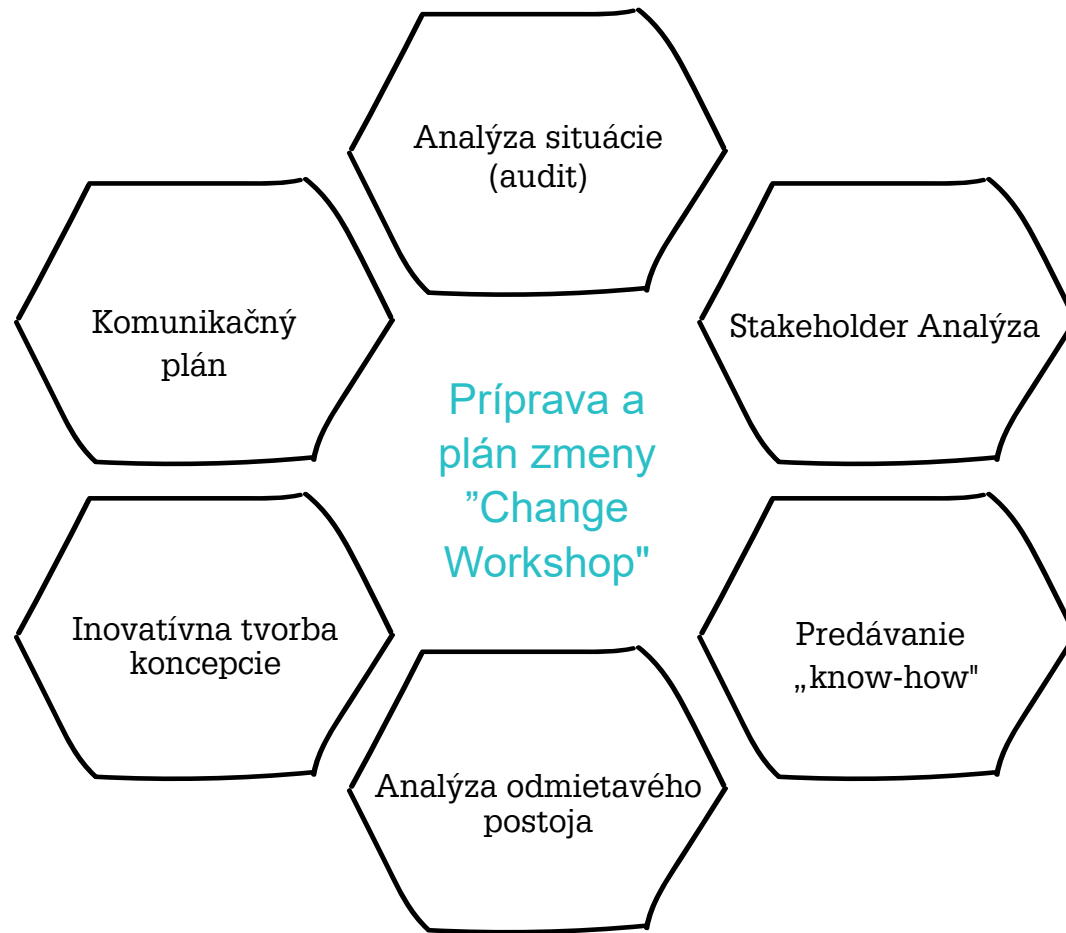 Analýza situácie
(audit)
Komunikačný
plán
Stakeholder Analýza
Príprava a
plán zmeny
”Change
Workshop"
Inovatívna tvorba
koncepcie
Predávanie
„know-how"
Analýza odmietavého
postoja